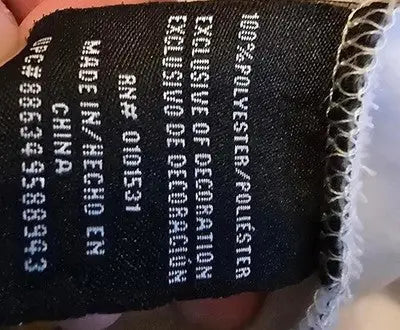 100%POLYESTER/POLIÉSTER
EXCLUSIVE OF DECORATION
EXCLUSIVO DE DECORACIÓN
RN# 0101531
MADE IN/HECHO EN
CHINA
UPC# 886349588943